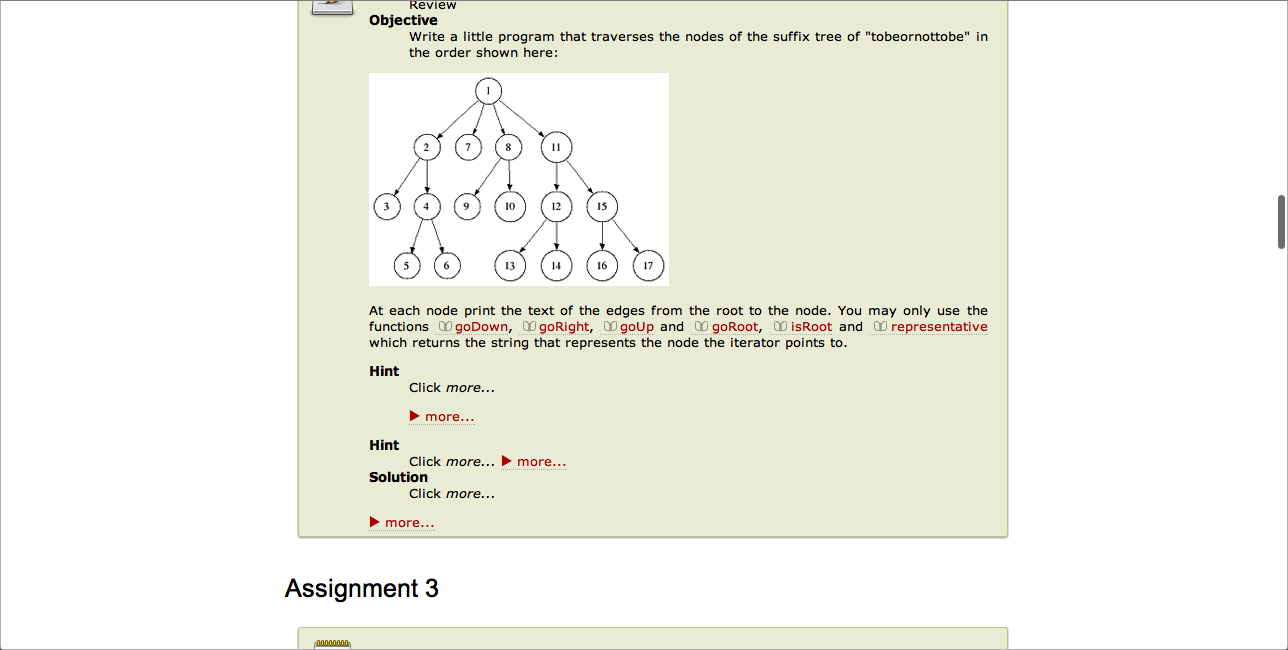 Review
Objective
Write a little program that traverses the nodes of the suffix tree of "tobeornottobe" in
the order shown here:
1
2 7 8 11
3 4 9 10 12 15
5 6 13 14 16 17
At each node print the text of the edges from the root to the node. You may only use the
functions goDown, goRight, goUp and goRoot, isRoot and representative
which returns the string that represents the node the iterator points to.
Hint
Click more...
more...
Hint
Click more... more...
Solution
Click more...
more...
Assignment 3